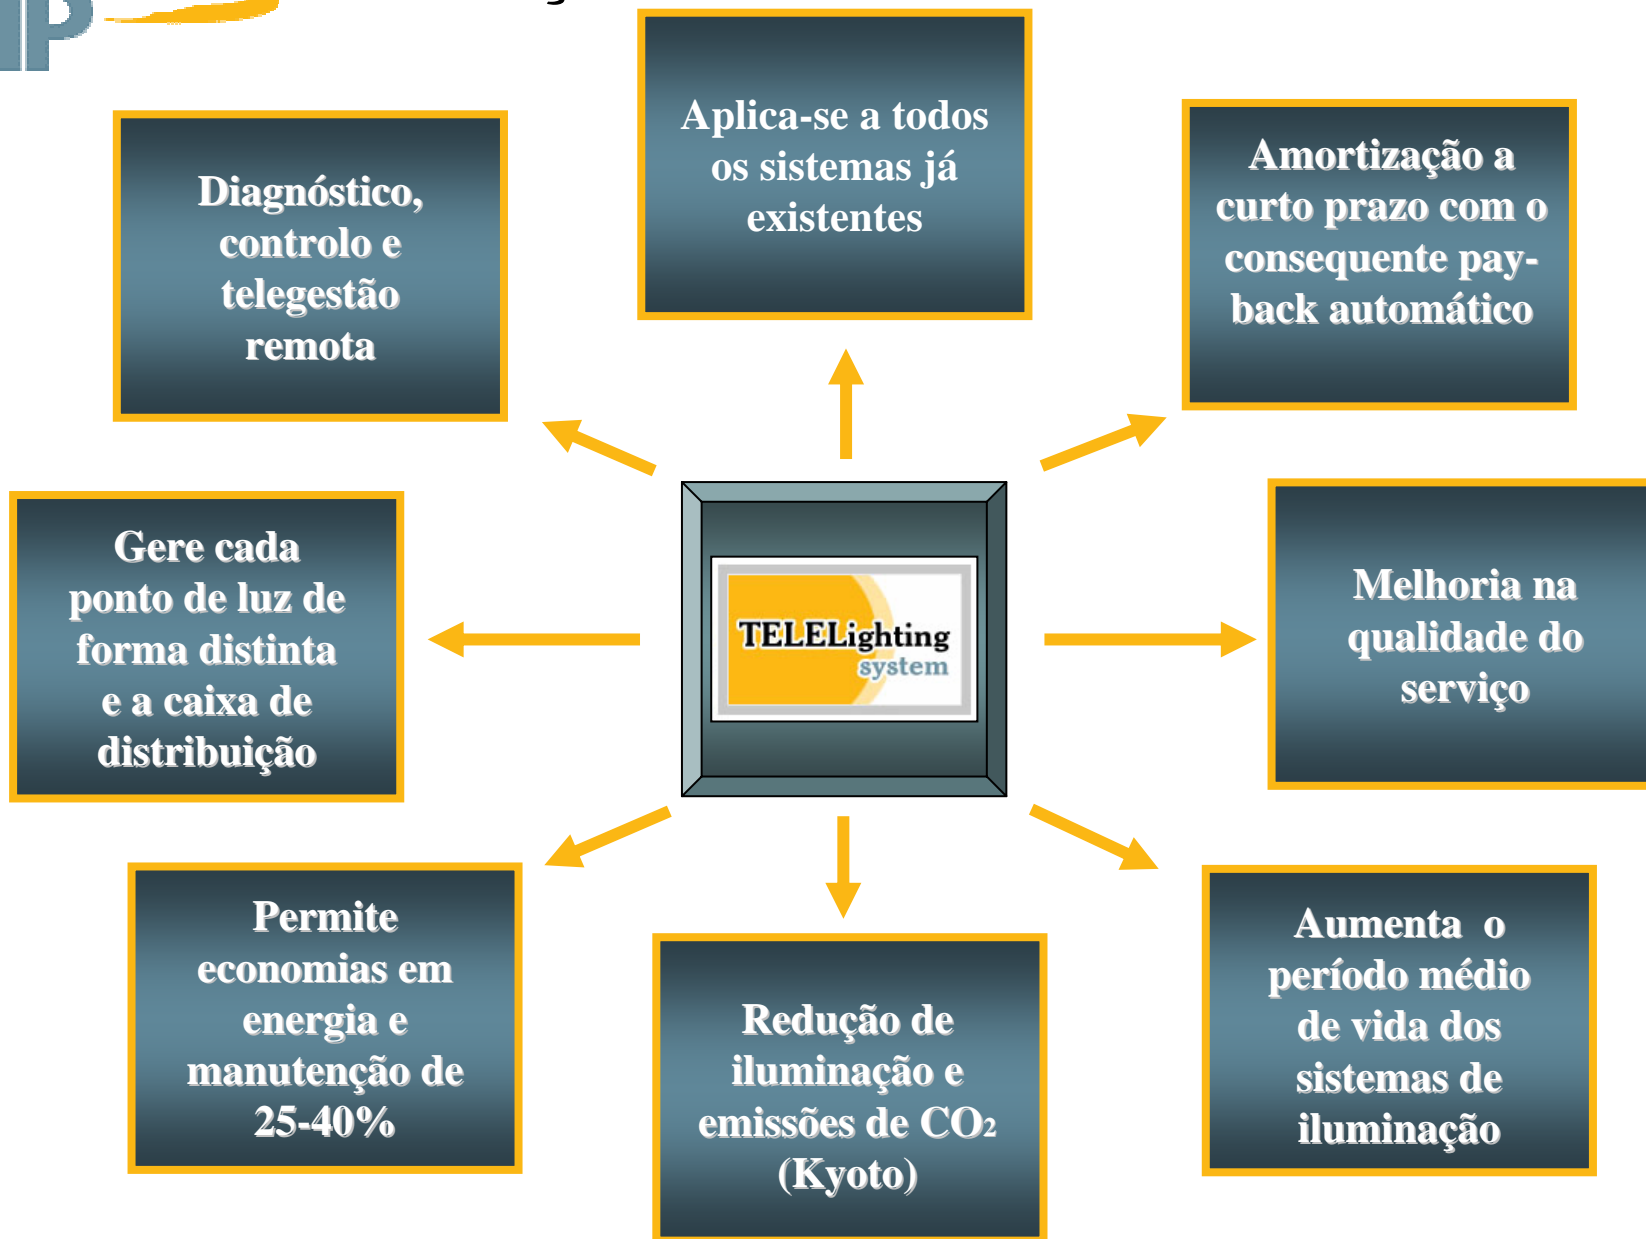 Aplica-se a todos
os sistemas já
existentes
Diagnóstico,
controlo e
telegestão
remota
Amortização a
curto prazo com o
consequente pay-
back automático
Gere cada
ponto de luz de
forma distinta
e a caixa de
distribuição
TELELighting
system
Melhoria na
qualidade do
serviço
Permite
economias em
energia e
manutenção de
25-40%
Redução de
iluminação e
emissões de CO₂
(Kyoto)
Aumenta o
período médio
de vida dos
sistemas de
iluminação